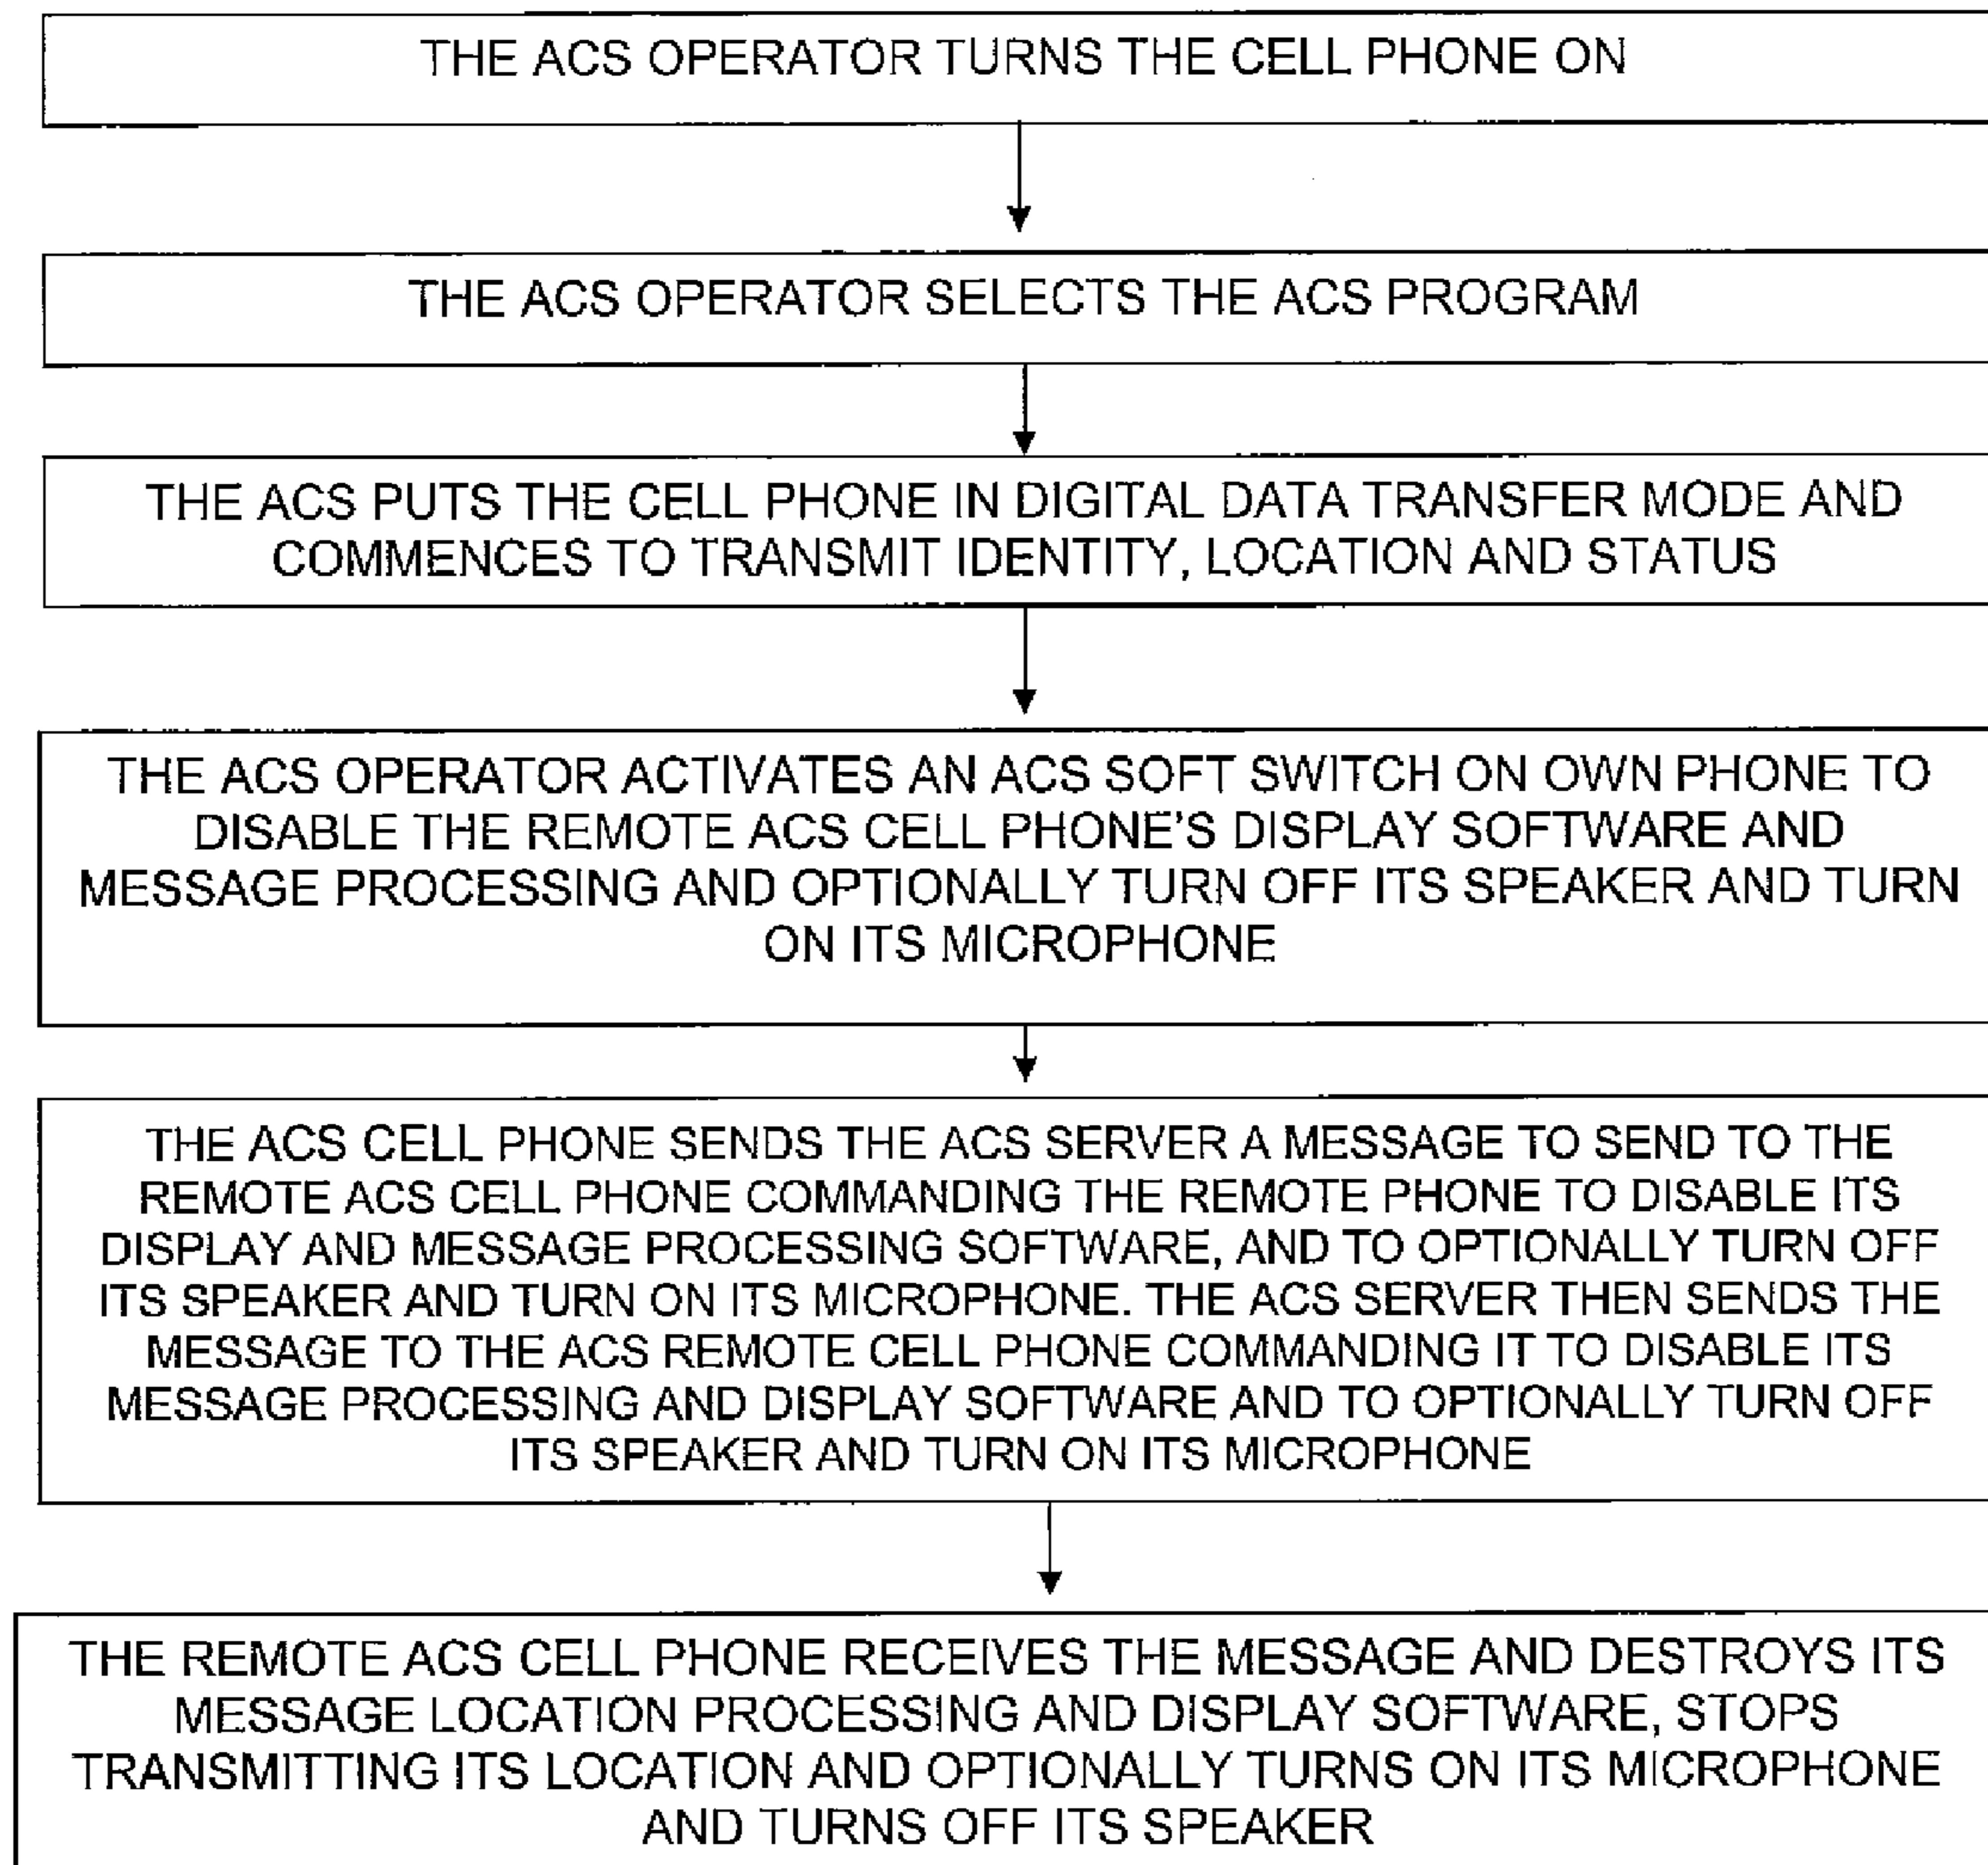 THE ACS OPERATOR TURNS THE CELL PHONE ON
THE ACS OPERATOR SELECTS THE ACS PROGRAM
THE ACS PUTS THE CELL PHONE IN DIGITAL DATA TRANSFER MODE AND
COMMENCES TO TRANSMIT IDENTITY, LOCATION AND STATUS
THE ACS OPERATOR ACTIVATES AN ACS SOFT SWITCH ON OWN PHONE TO
DISABLE THE REMOTE ACS CELL PHONE'S DISPLAY SOFTWARE AND
MESSAGE PROCESSING AND OPTIONALLY TURN OFF ITS SPEAKER AND TURN
ON ITS MICROPHONE
THE ACS CELL PHONE SENDS THE ACS SERVER A MESSAGE TO SEND TO THE
REMOTE ACS CELL PHONE COMMANDING THE REMOTE PHONE TO DISABLE ITS
DISPLAY AND MESSAGE PROCESSING SOFTWARE, AND TO OPTIONALLY TURN OFF
ITS SPEAKER AND TURN ON ITS MICROPHONE. THE ACS SERVER THEN SENDS THE
MESSAGE TO THE ACS REMOTE CELL PHONE COMMANDING IT TO DISABLE ITS
MESSAGE PROCESSING AND DISPLAY SOFTWARE AND TO OPTIONALLY TURN OFF
ITS SPEAKER AND TURN ON ITS MICROPHONE
THE REMOTE ACS CELL PHONE RECEIVES THE MESSAGE AND DESTROYS ITS
MESSAGE LOCATION PROCESSING AND DISPLAY SOFTWARE, STOPS
TRANSMITTING ITS LOCATION AND OPTIONALLY TURNS ON ITS MICROPHONE
AND TURNS OFF ITS SPEAKER